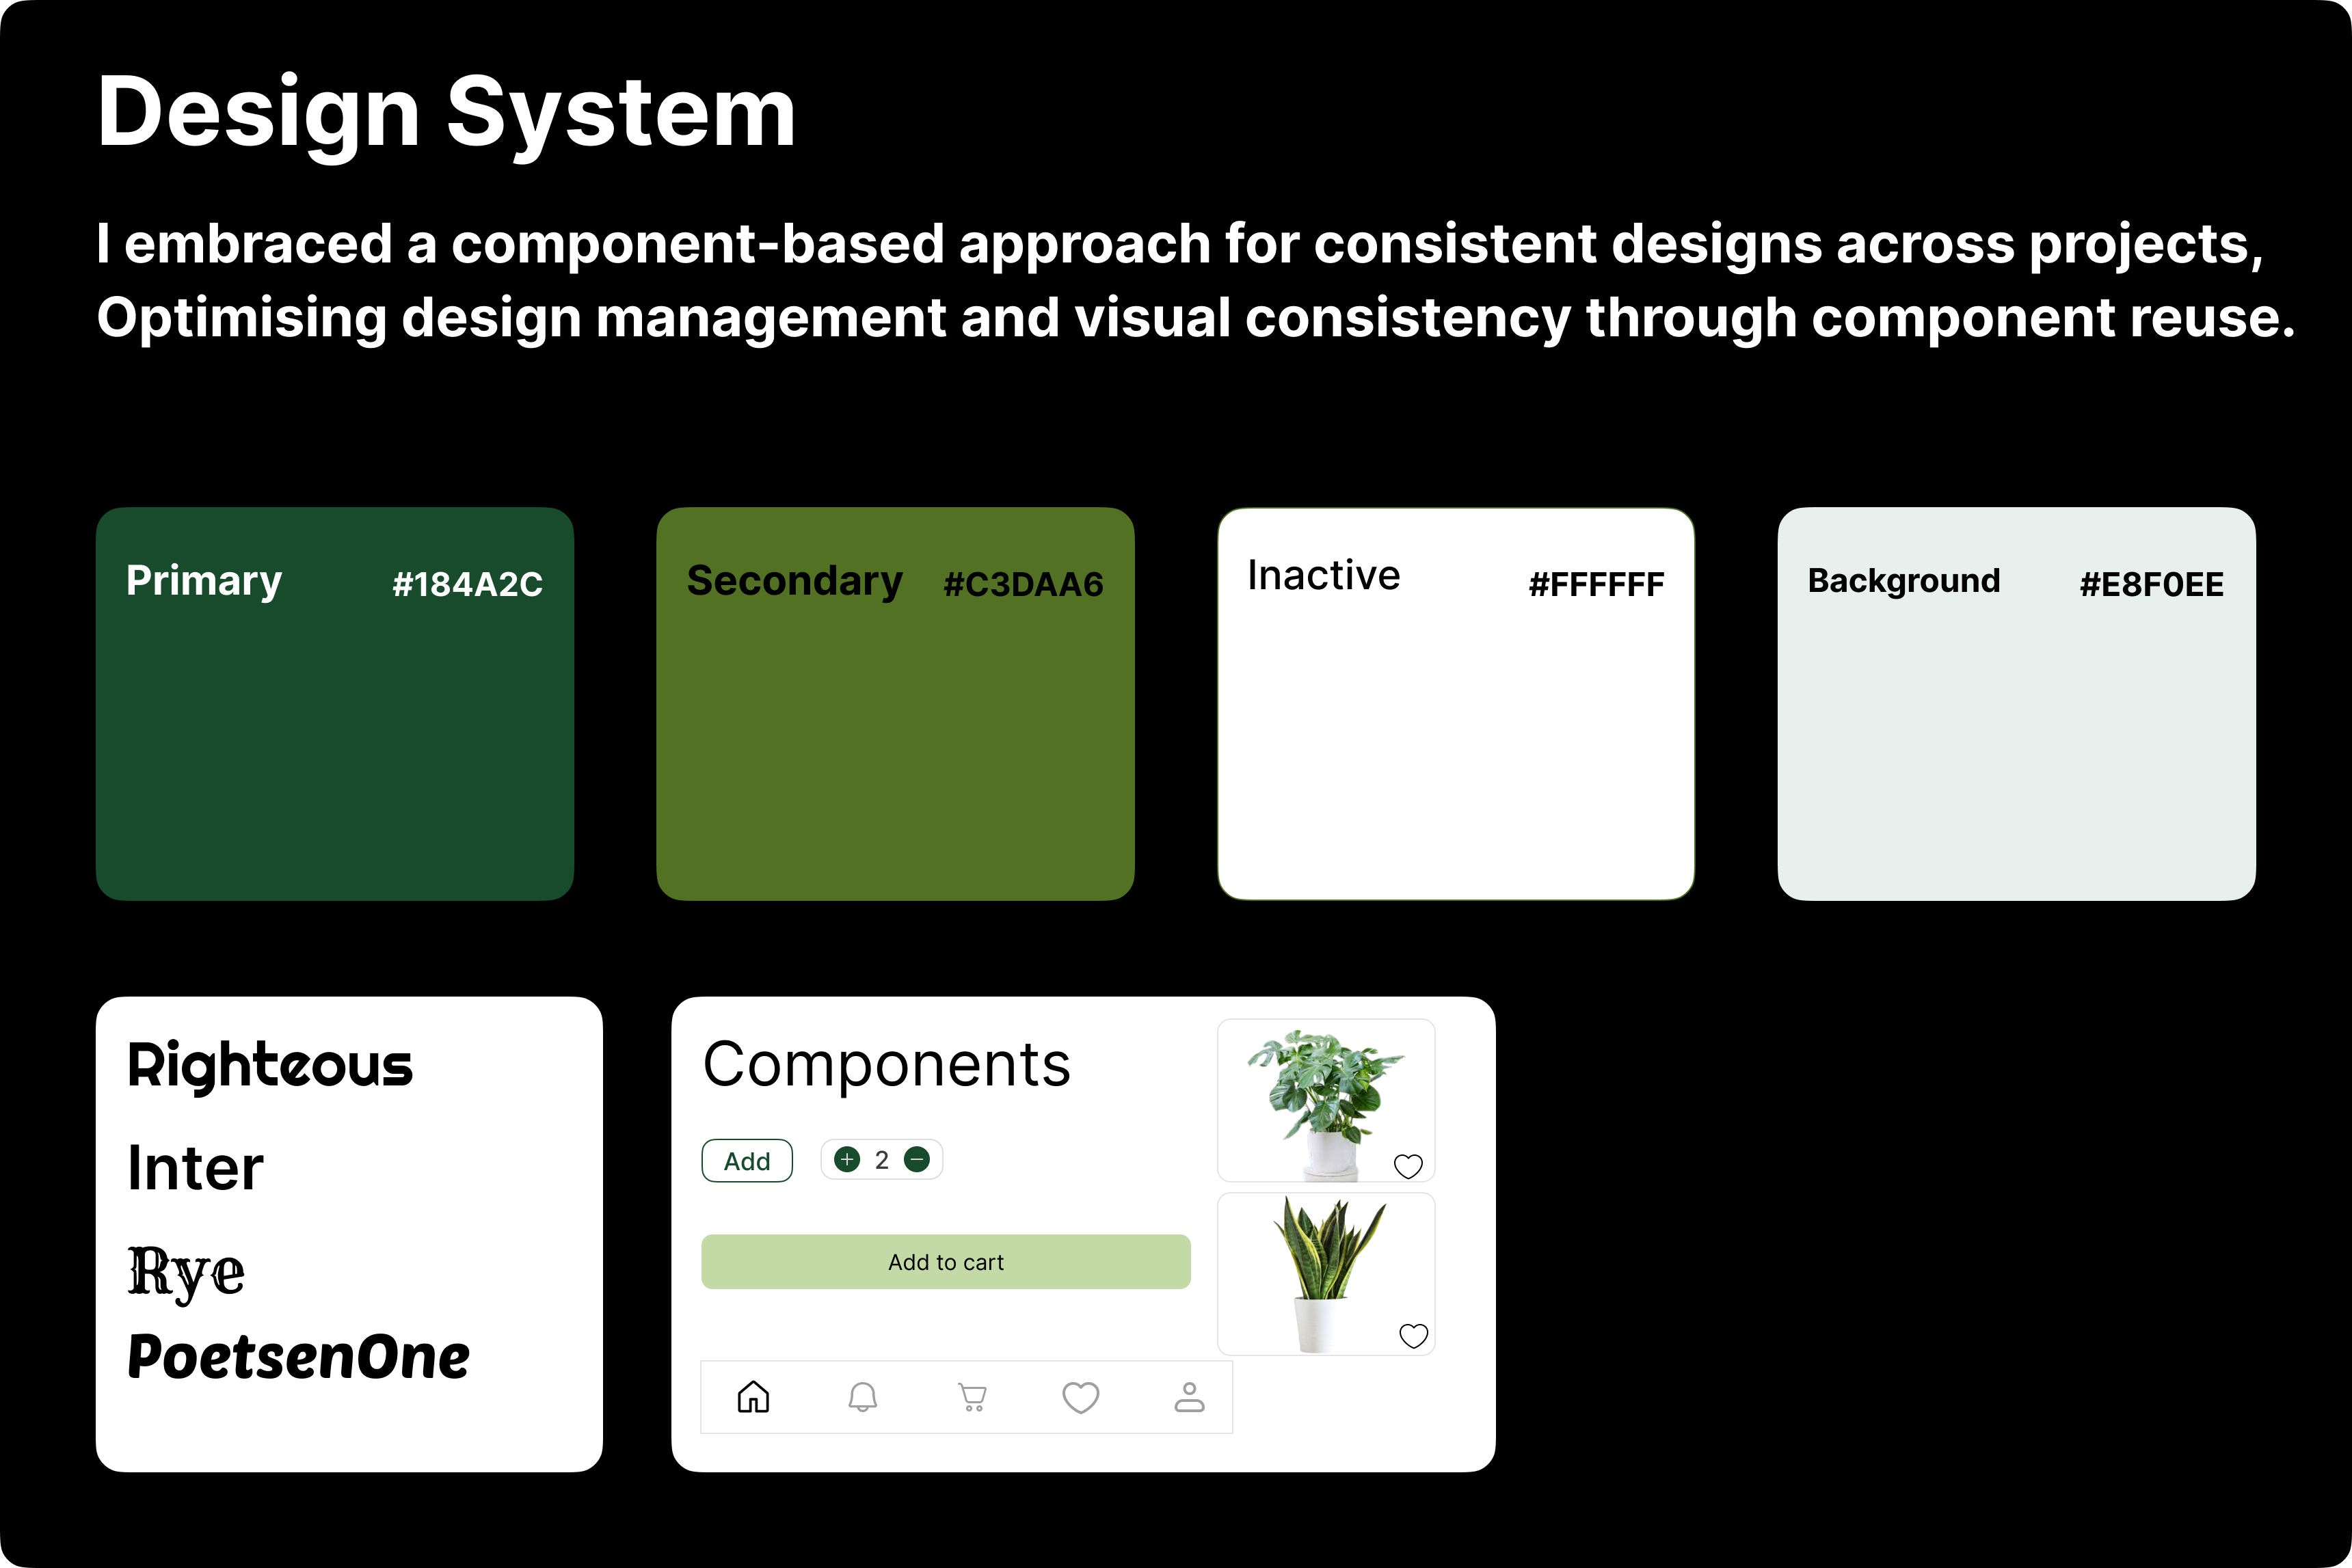 Design System
I embraced a component-based approach for consistent designs across projects,
Optimising design management and visual consistency through component reuse.
Primary #184A2C
Secondary #C3DAA6
Inactive #FFFFFF
Background #E8F0EE
Righteous
Inter
Rye
PoetsenOne
Components
Add
+ 2 −
Add to cart